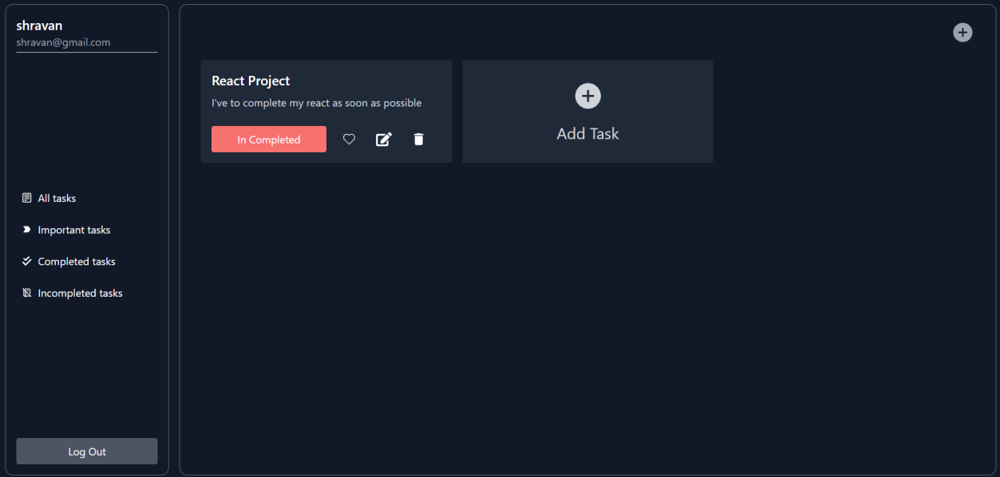 shravan
shravan@gmail.com
All tasks
Important tasks
Completed tasks
Incompleted tasks
Log Out
React Project
I've to complete my react as soon as possible
In Completed
Add Task